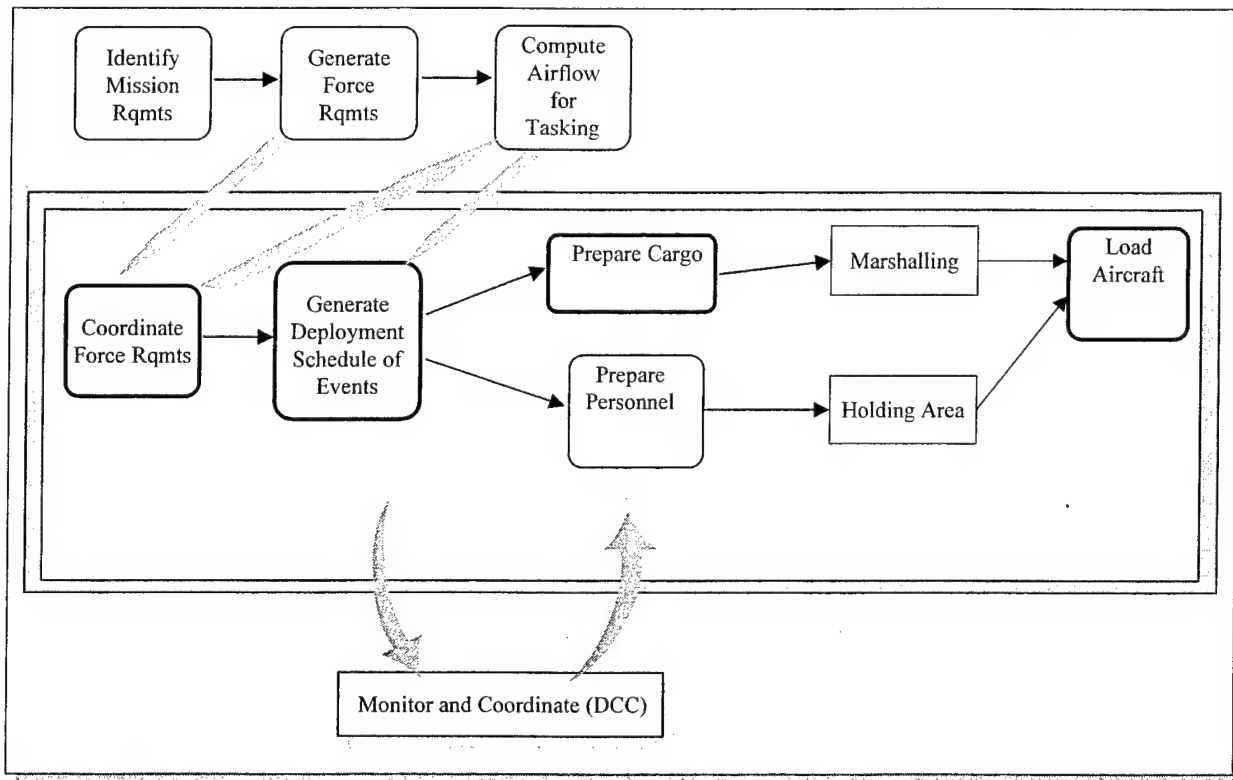 Identify
Mission
Rqmts
Generate
Force
Rqmts
Compute
Airflow
for
Tasking
Coordinate
Force Rqmts
Generate
Deployment
Schedule of
Events
Prepare Cargo
Prepare
Personnel
Marshalling
Holding Area
Load
Aircraft
Monitor and Coordinate (DCC)